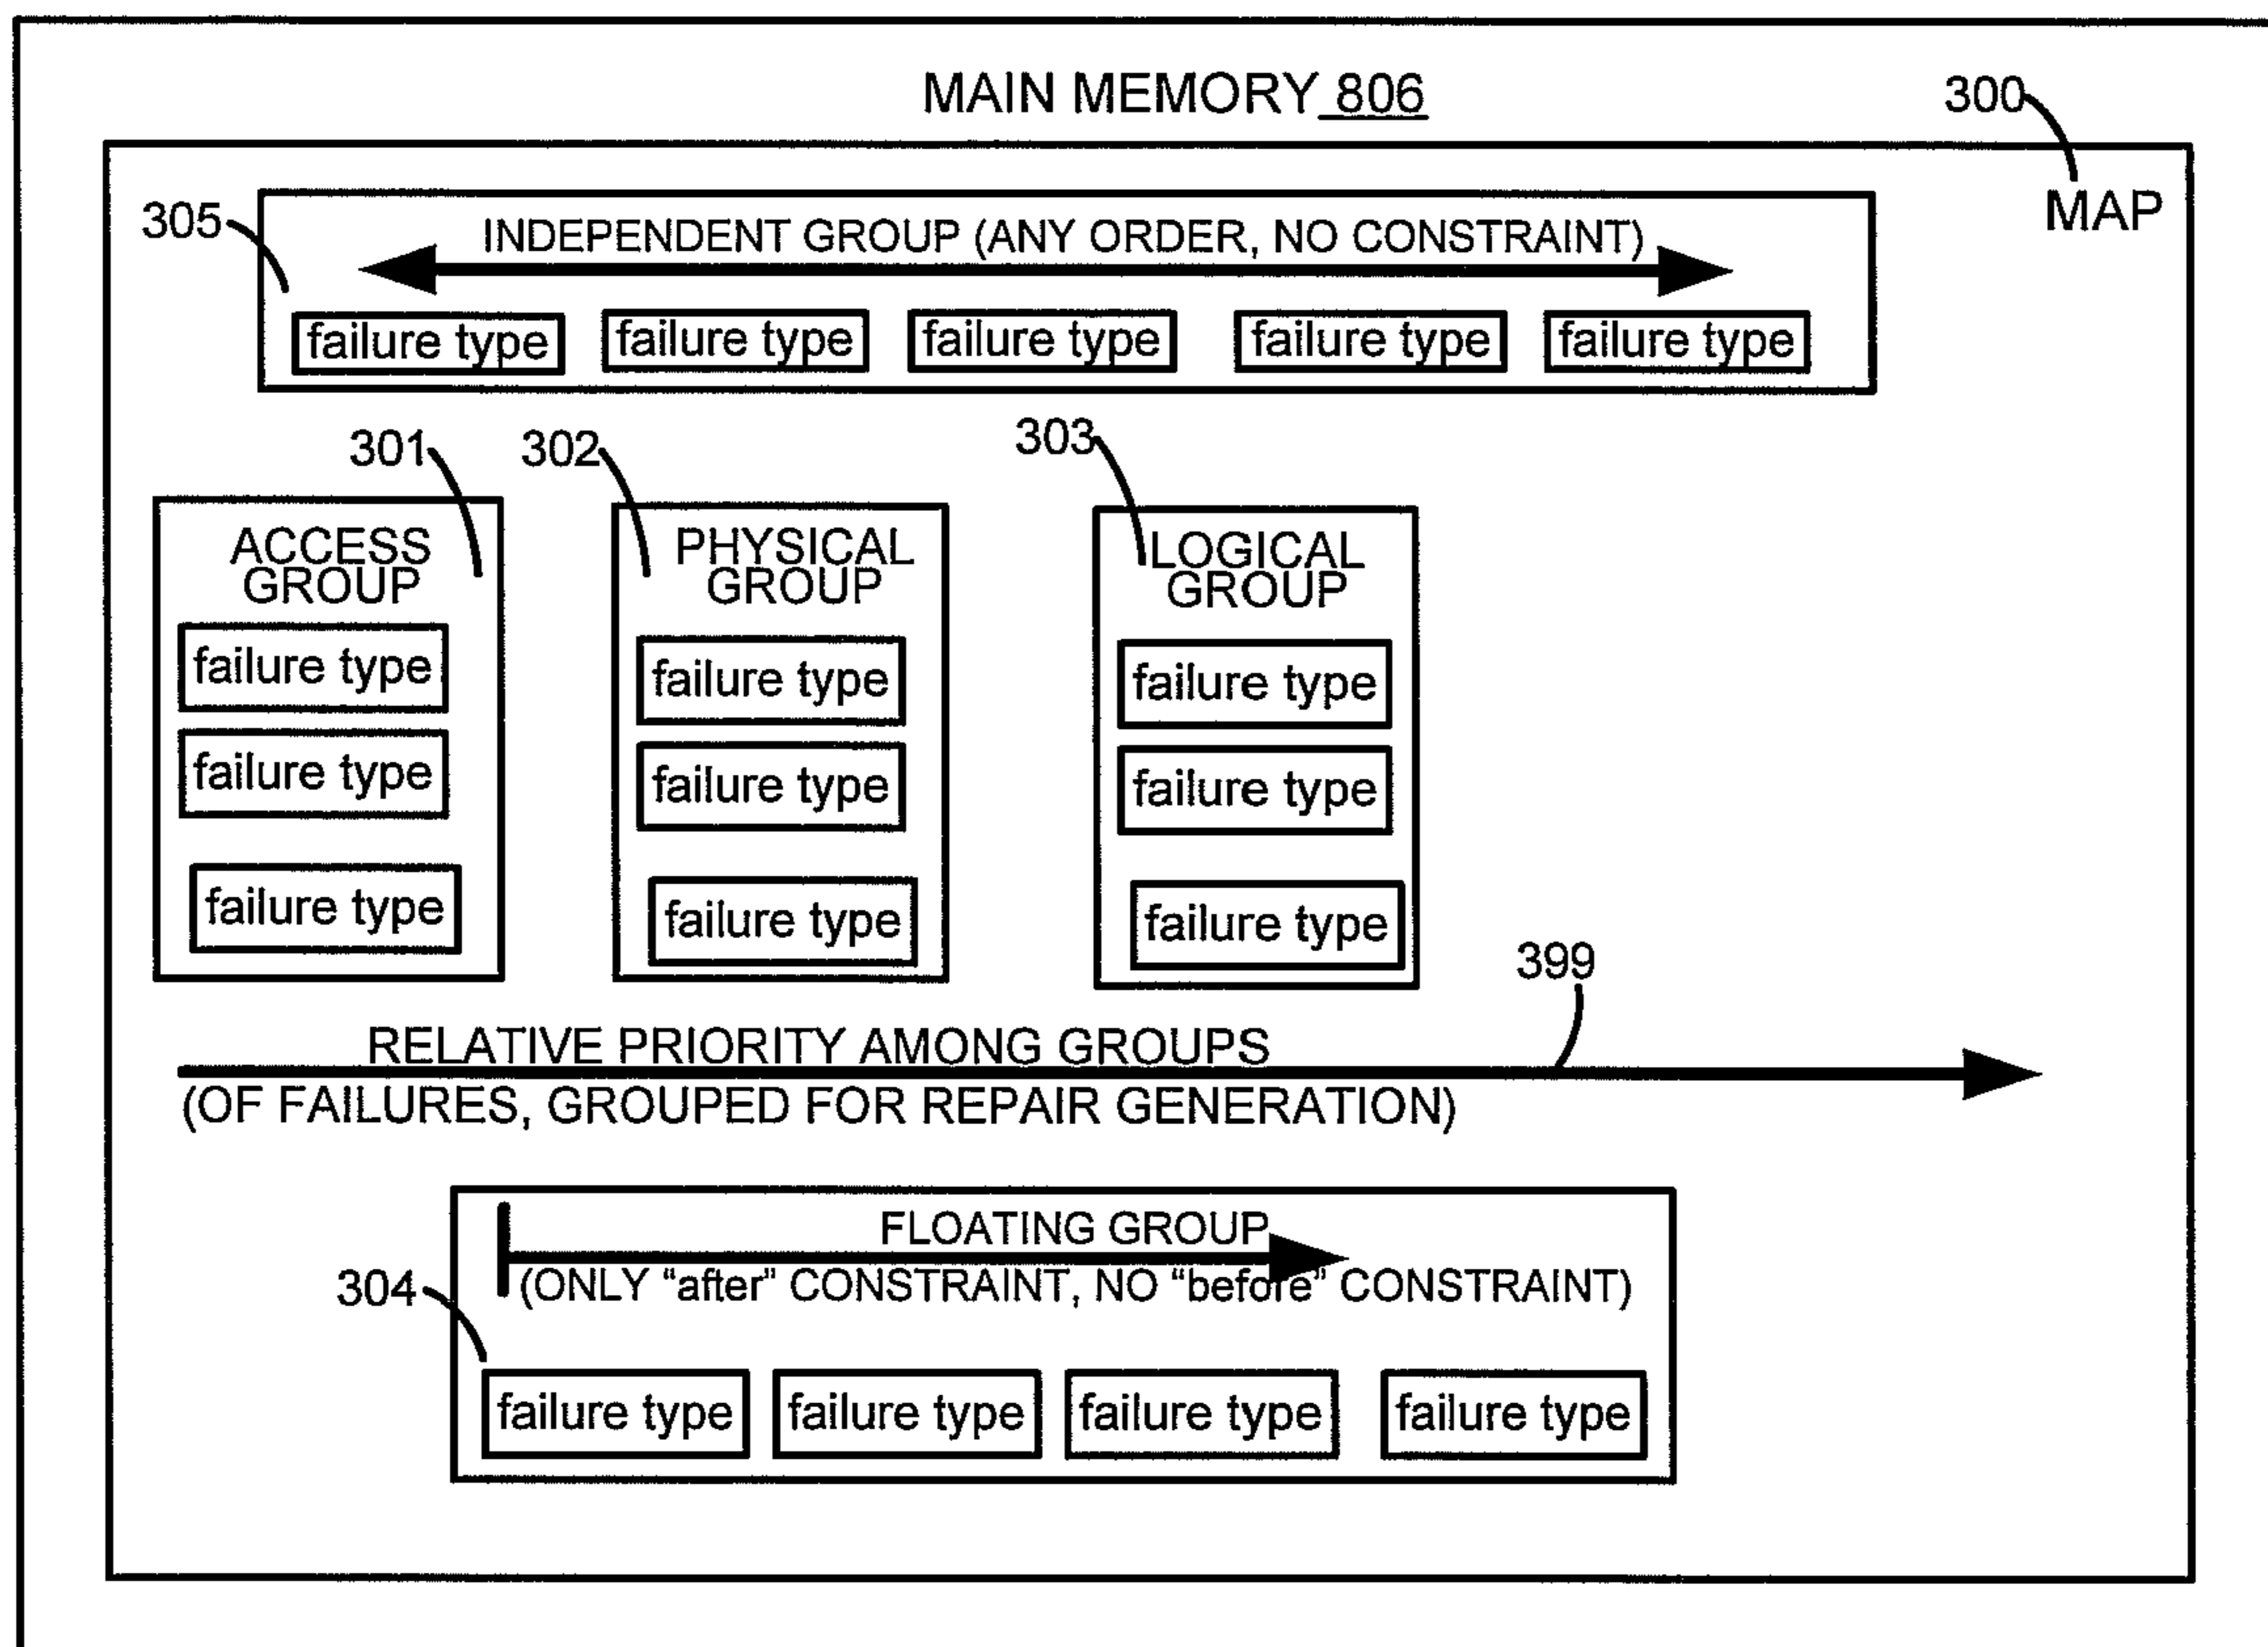 MAIN MEMORY 806
300
MAP
305
INDEPENDENT GROUP (ANY ORDER, NO CONSTRAINT)
failure type failure type failure type failure type failure type
301
302
303
ACCESS
GROUP
failure type
failure type
failure type
PHYSICAL
GROUP
failure type
failure type
failure type
LOGICAL
GROUP
failure type
failure type
failure type
399
RELATIVE PRIORITY AMONG GROUPS
(OF FAILURES, GROUPED FOR REPAIR GENERATION)
FLOATING GROUP
(ONLY “after” CONSTRAINT, NO “before” CONSTRAINT)
304
failure type failure type failure type failure type